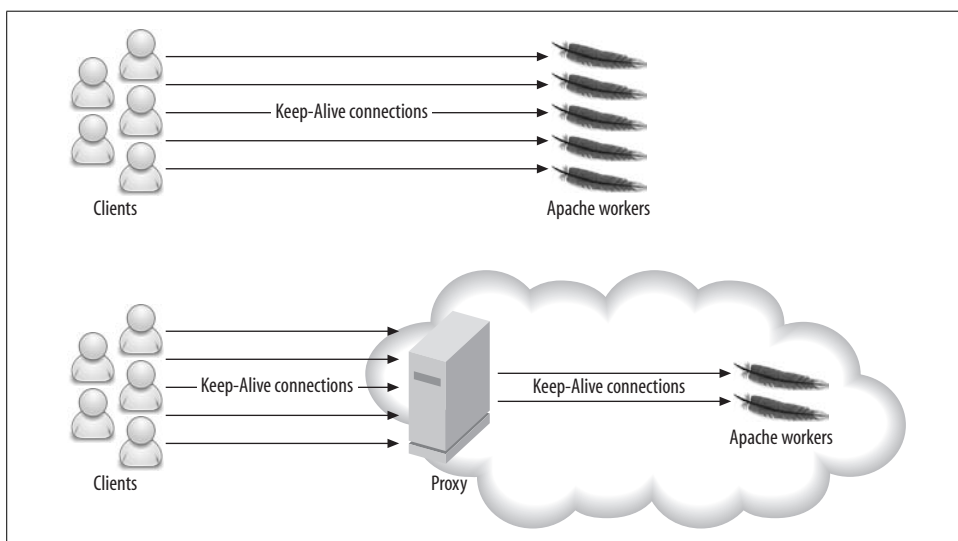 Keep-Alive connections
Clients
Apache workers
Keep-Alive connections
Keep-Alive connections
Apache workers
Clients
Proxy